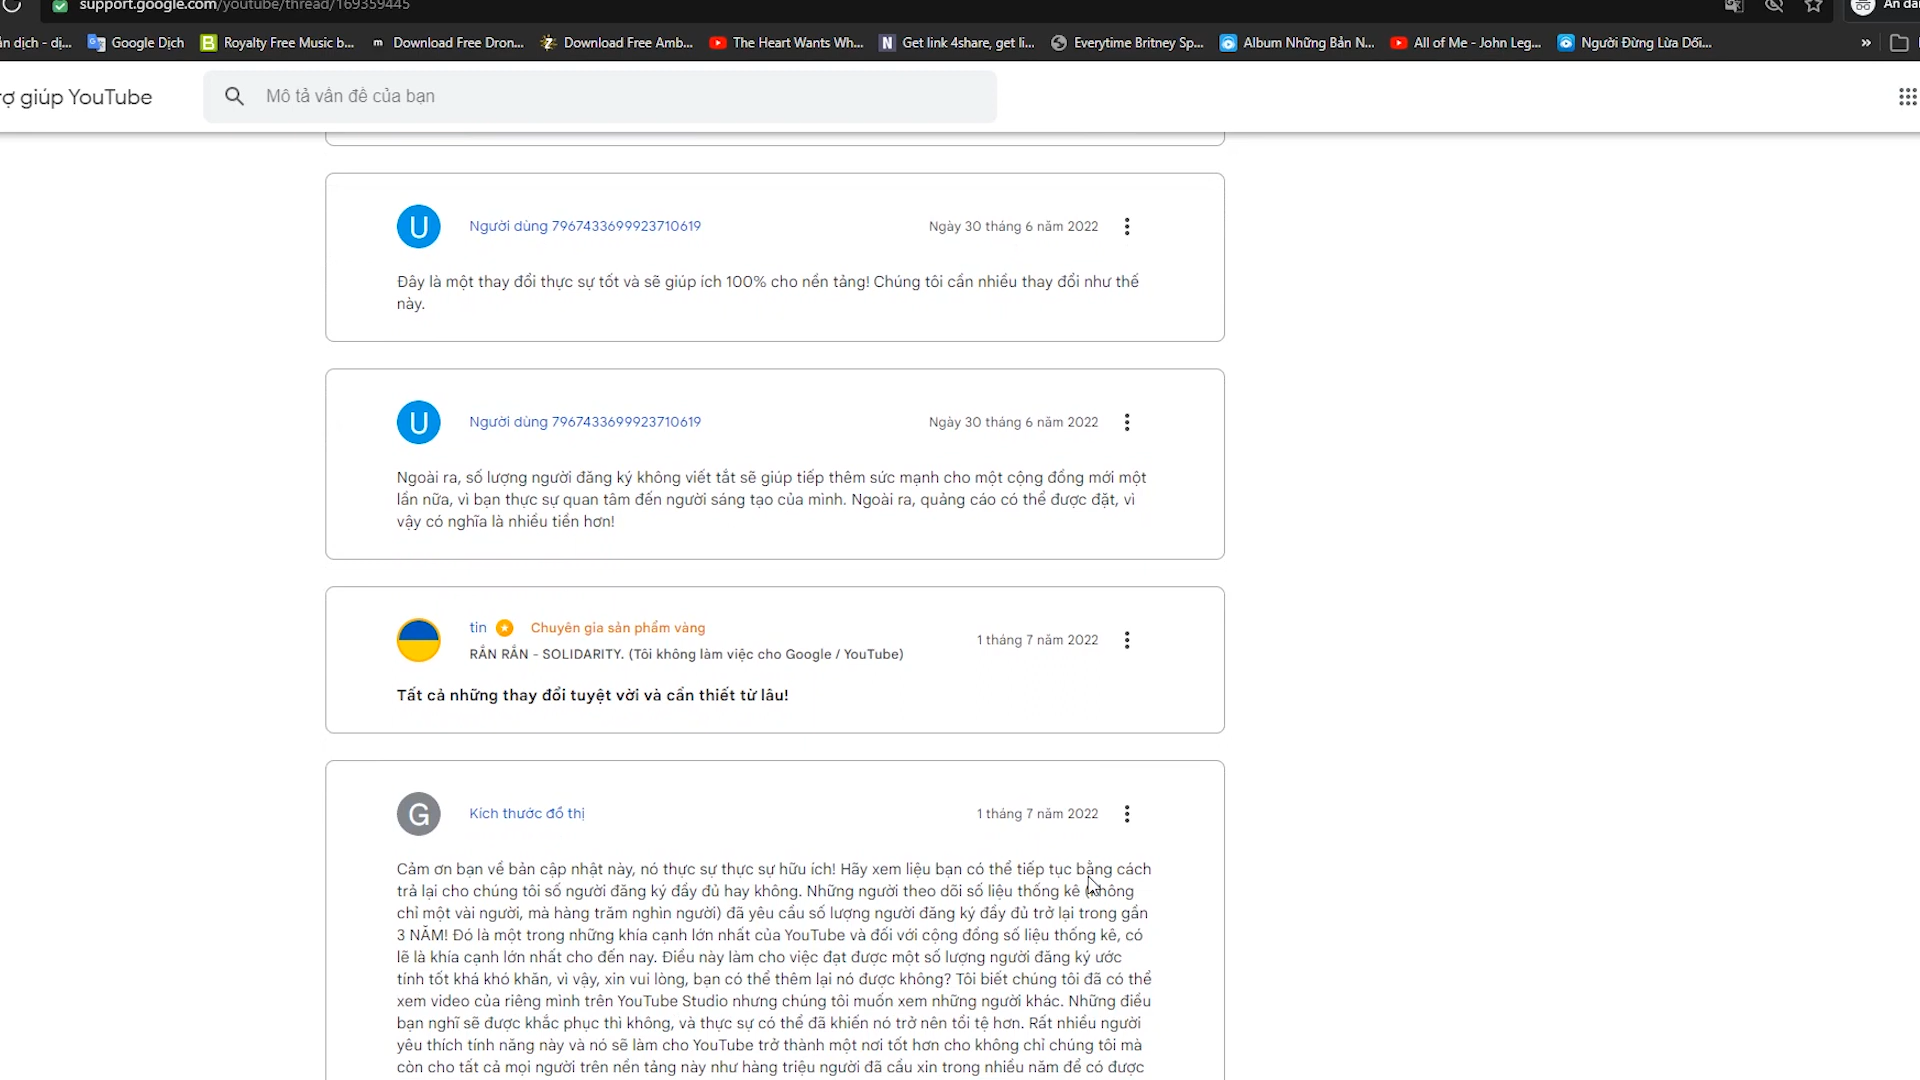 support.google.com/youtube/thread/169359445
ản dịch - dị...
Google Dịch
Royalty Free Music b...
Download Free Dron...
Download Free Amb...
The Heart Wants Wh...
Get link 4share, get li...
Everytime Britney Sp...
Album Những Bản N...
All of Me - John Leg...
Người Đừng Lừa Dối...
»
rợ giúp YouTube
Mô tả vấn đề của bạn
U
Người dùng 7967433699923710619
Ngày 30 tháng 6 năm 2022
Đây là một thay đổi thực sự tốt và sẽ giúp ích 100% cho nền tảng! Chúng tôi cần nhiều thay đổi như thế
này.
U
Người dùng 7967433699923710619
Ngày 30 tháng 6 năm 2022
Ngoài ra, số lượng người đăng ký không viết tắt sẽ giúp tiếp thêm sức mạnh cho một cộng đồng mới một
lần nữa, vì bạn thực sự quan tâm đến người sáng tạo của mình. Ngoài ra, quảng cáo có thể được đặt, vì
vậy có nghĩa là nhiều tiền hơn!
tin
Chuyên gia sản phẩm vàng
1 tháng 7 năm 2022
RẮN RẮN - SOLIDARITY. (Tôi không làm việc cho Google / YouTube)
Tất cả những thay đổi tuyệt vời và cần thiết từ lâu!
G
Kích thước đồ thị
1 tháng 7 năm 2022
Cảm ơn bạn về bản cập nhật này, nó thực sự thực sự hữu ích! Hãy xem liệu bạn có thể tiếp tục bằng cách
trả lại cho chúng tôi số người đăng ký đầy đủ hay không. Những người theo dõi số liệu thống kê (không
chỉ một vài người, mà hàng trăm nghìn người) đã yêu cầu số lượng người đăng ký đầy đủ trở lại trong gần
3 NĂM! Đó là một trong những khía cạnh lớn nhất của YouTube và đối với cộng đồng số liệu thống kê, có
lẽ là khía cạnh lớn nhất cho đến nay. Điều này làm cho việc đạt được một số lượng người đăng ký ước
tính tốt khá khó khăn, vì vậy, xin vui lòng, bạn có thể thêm lại nó được không? Tôi biết chúng tôi đã có thể
xem video của riêng mình trên YouTube Studio nhưng chúng tôi muốn xem những người khác. Những điều
bạn nghĩ sẽ được khắc phục thì không, và thực sự có thể đã khiến nó trở nên tồi tệ hơn. Rất nhiều người
yêu thích tính năng này và nó sẽ làm cho YouTube trở thành một nơi tốt hơn cho không chỉ chúng tôi mà
còn cho tất cả mọi người trên nền tảng này như hàng triệu người đã cầu xin trong nhiều năm để có được